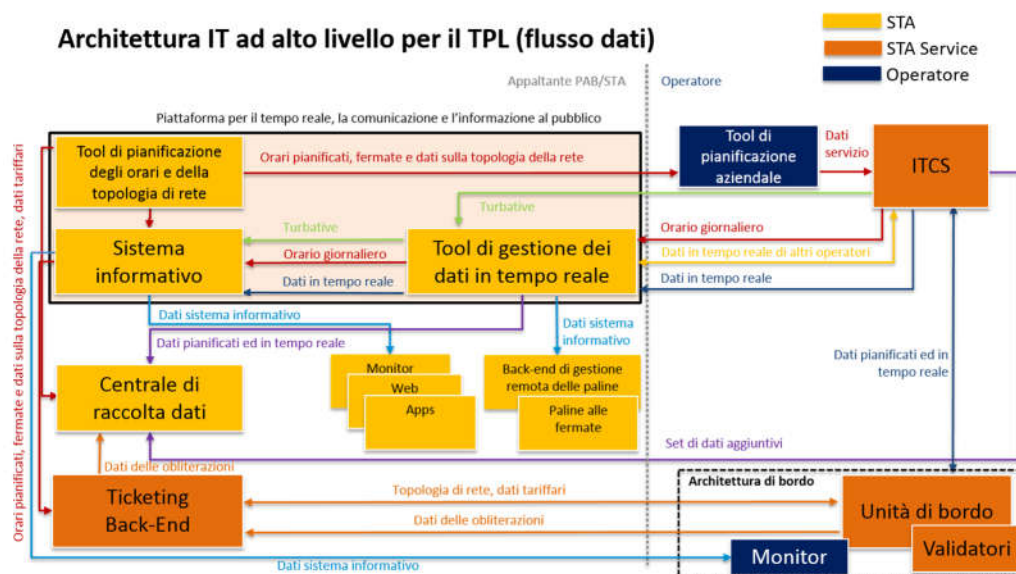 Architettura IT ad alto livello per il TPL (flusso dati)
STA
STA Service
Operatore
Appaltante PAB/STA
Operatore
Piattaforma per il tempo reale, la comunicazione e l'informazione al pubblico
Tool di pianificazione
degli orari e della
topologia di rete
Orari pianificati, fermate e dati sulla topologia della rete
Tool di
pianificazione
aziendale
Dati
servizio
ITCS
Turbative
Sistema
informativo
Turbative
Orario giornaliero
Dati in tempo reale
Tool di gestione dei
dati in tempo reale
Orario giornaliero
Dati in tempo reale di altri operatori
Dati in tempo reale
Dati sistema informativo
Dati sistema
informativo
Dati pianificati ed in tempo reale
Dati pianificati ed in
tempo reale
Centrale di
raccolta dati
Monitor
Web
Apps
Back-end di gestione
remota delle paline
Paline alle
fermate
Set di dati aggiuntivi
Dati delle obliterazioni
Ticketing
Back-End
Topologia di rete, dati tariffari
Dati delle obliterazioni
Architettura di bordo
Unità di bordo
Validatori
Monitor
Dati sistema informativo
Orari pianificati, fermate e dati sulla topologia della rete, dati tariffari